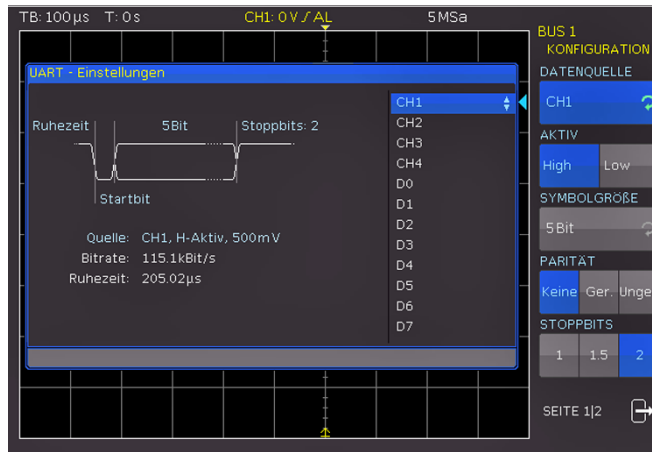 TB: 100µs T: 0s CH1: 0V ∫ AL 5MSa
BUS 1
KONFIGURATION
DATENQUELLE
CH1
AKTIV
High Low
SYMBOLGRÖßE
5Bit
PARITÄT
Keine Ger. Unge
STOPPBITS
1 1.5 2
SEITE 1|2
UART - Einstellungen
Ruhezeit 5Bit Stoppbits: 2
Startbit
Quelle: CH1, H-Aktiv, 500mV
Bitrate: 115.1kBit/s
Ruhezeit: 205.02µs
CH1
CH2
CH3
CH4
D0
D1
D2
D3
D4
D5
D6
D7